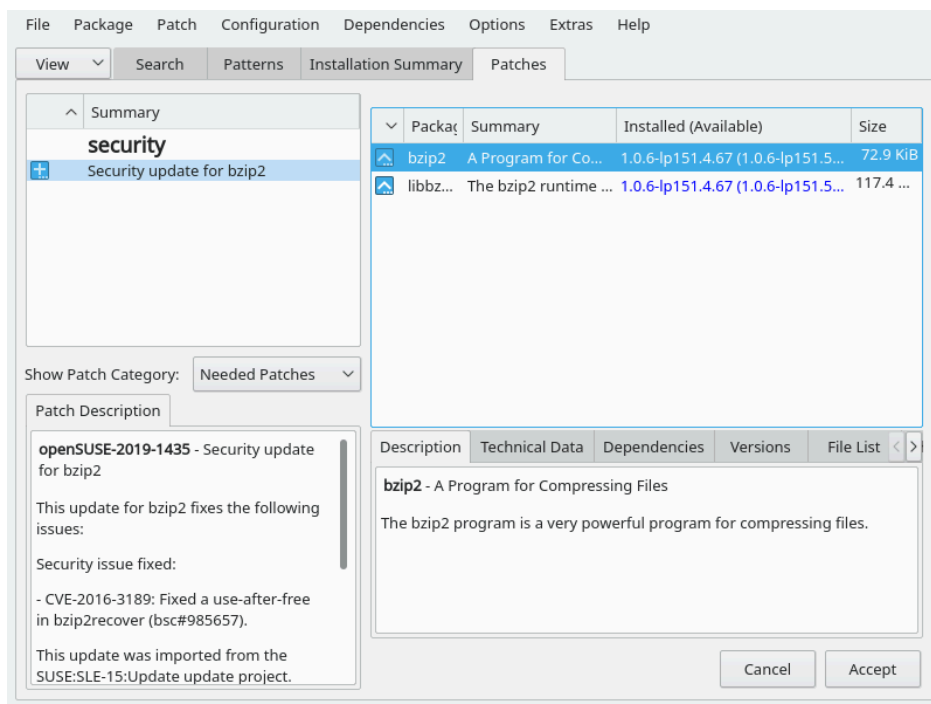 File Package Patch Configuration Dependencies Options Extras Help
View Search Patterns Installation Summary Patches
Summary
security
Security update for bzip2
Show Patch Category: Needed Patches
Patch Description
openSUSE-2019-1435 - Security update
for bzip2
This update for bzip2 fixes the following
issues:
Security issue fixed:
- CVE-2016-3189: Fixed a use-after-free
in bzip2recover (bsc#985657).
This update was imported from the
SUSE:SLE-15:Update update project.
Packag Summary Installed (Available) Size
bzip2 A Program for Co... 1.0.6-lp151.4.67 (1.0.6-lp151.5... 72.9 KiB
libbz... The bzip2 runtime ... 1.0.6-lp151.4.67 (1.0.6-lp151.5... 117.4 ...
Description Technical Data Dependencies Versions File List
bzip2 - A Program for Compressing Files
The bzip2 program is a very powerful program for compressing files.
Cancel Accept